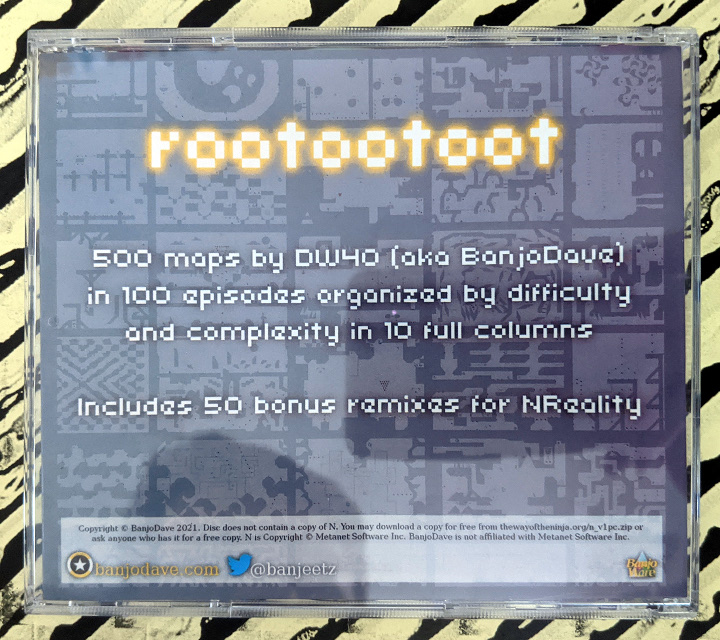 rootootoot
500 maps by DW40 (aka BanjoDave)
in 100 episodes organized by difficulty
and complexity in 10 full columns
Includes 50 bonus remixes for NReality
Copyright © BanjoDave 2021. Disc does not contain a copy of N. You may download a copy for free from thewayoftheninja.org/n_v1pc.zip or
ask anyone who has it for a free copy. N is Copyright © Metanet Software Inc. BanjoDave is not affiliated with Metanet Software Inc.
banjodave.com @banjeetz
Banjo
Ware